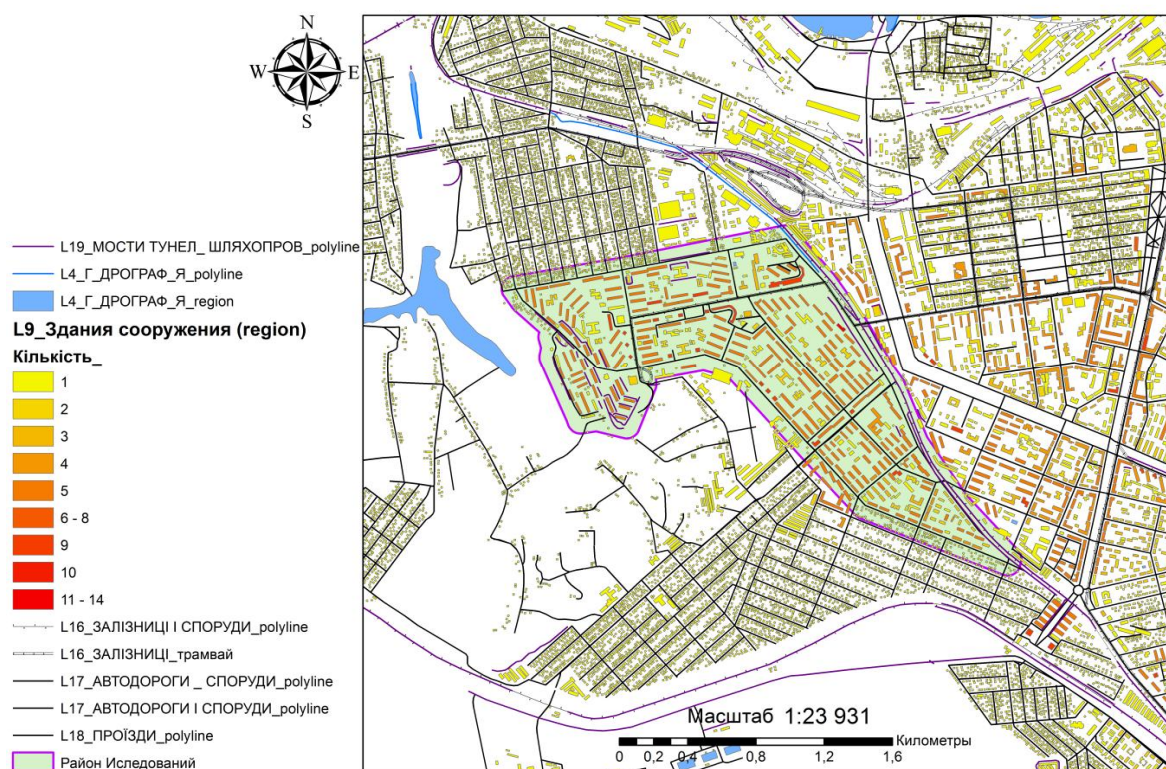 N
W E
S
L19_МОСТИ ТУНЕЛ_ ШЛЯХОПРОВ_polyline
L4_Г_ДРОГРАФ_Я_polyline
L4_Г_ДРОГРАФ_Я_region
L9_Здания сооружения (region)
Кількість_
1
2
3
4
5
6 - 8
9
10
11 - 14
L16_ЗАЛІЗНИЦІ І СПОРУДИ_polyline
L16_ЗАЛІЗНИЦІ_трамвай
L17_АВТОДОРОГИ _ СПОРУДИ_polyline
L17_АВТОДОРОГИ І СПОРУДИ_polyline
L18_ПРОЇЗДИ_polyline
Район Иследований
Масштаб 1:23 931
Километры
0 0,2 0,4 0,8 1,2 1,6